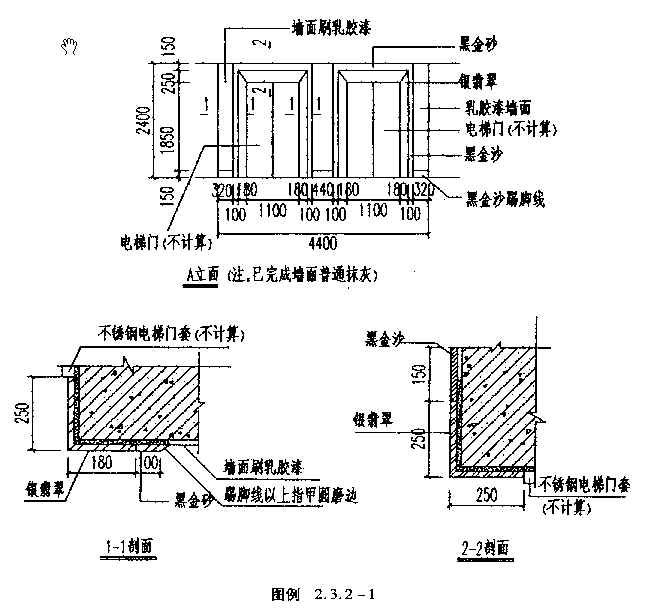 墙面刷乳胶漆
黑金砂
银翡翠
乳胶漆墙面
电梯门(不计算)
黑金沙
黑金沙踢脚线
150
250
2400
1850
150
2
2
1
1
1
1
320
180
180
440
180
180
320
100
1100
100
100
1100
100
4400
电梯门(不计算)
A立面 (注,已完成墙面普通抹灰)
不锈钢电梯门套(不计算)
250
180
100
银翡翠
黑金砂
墙面刷乳胶漆
踢脚线以上指甲圆磨边
1-1剖面
黑金沙
150
银翡翠
250
250
不锈钢电梯门套
(不计算)
2-2剖面
图例 2.3.2-1